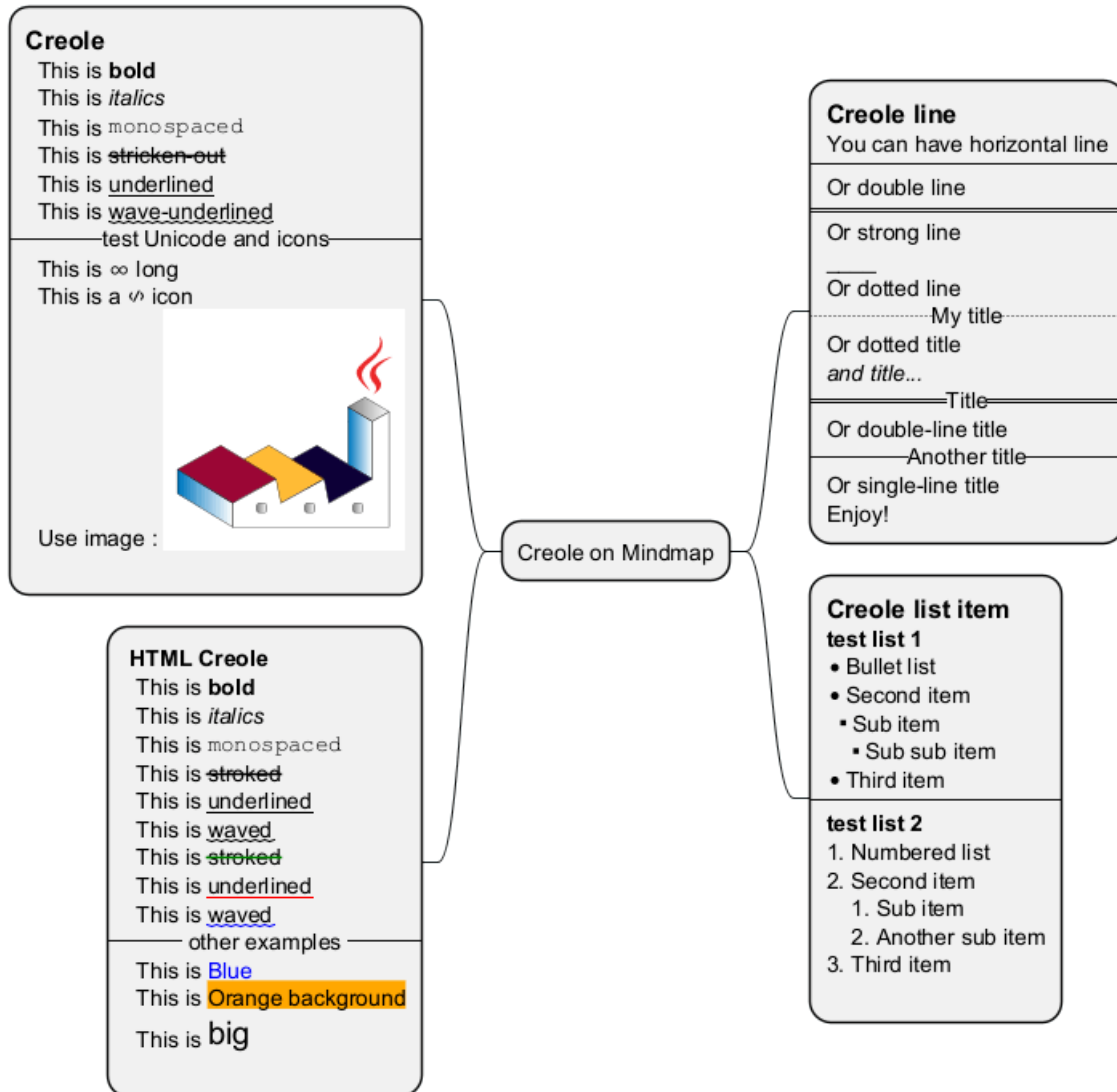 Creole
This is bold
This is italics
This is monospaced
This is stricken-out
This is underlined
This is wave-underlined
test Unicode and icons
This is ∞ long
This is a icon
Use image :
HTML Creole
This is bold
This is italics
This is monospaced
This is stroked
This is underlined
This is waved
This is stroked
This is underlined
This is waved
other examples
This is Blue
This is Orange background
This is big
Creole on Mindmap
Creole line
You can have horizontal line
Or double line
Or strong line
____
Or dotted line
My title
Or dotted title
and title...
Title
Or double-line title
Another title
Or single-line title
Enjoy!
Creole list item
test list 1
• Bullet list
• Second item
▪ Sub item
▪ Sub sub item
• Third item
test list 2
1. Numbered list
2. Second item
1. Sub item
2. Another sub item
3. Third item